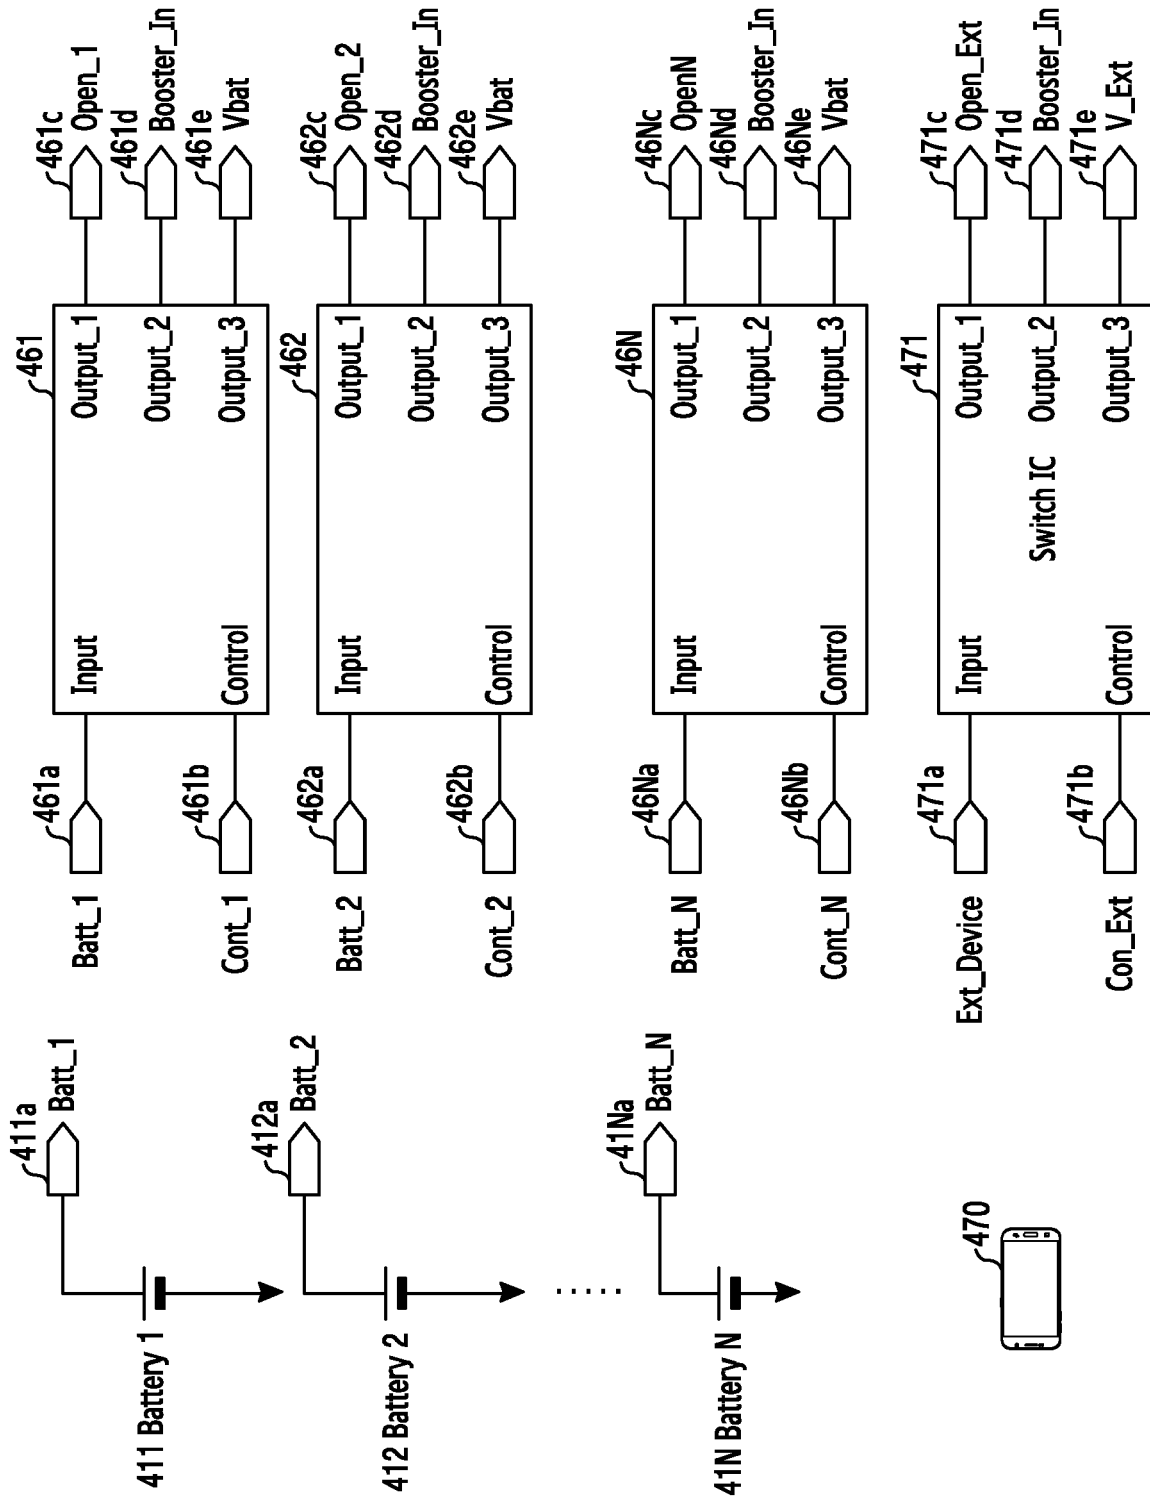 411 Battery 1
411a
Batt_1
412 Battery 2
412a
Batt_2
.....
41N Battery N
41Na
Batt_N
470
461
Batt_1
461a
Input
Output_1
461c
Open_1
Output_2
461d
Booster_In
Cont_1
461b
Control
Output_3
461e
Vbat
462
Batt_2
462a
Input
Output_1
462c
Open_2
Output_2
462d
Booster_In
Cont_2
462b
Control
Output_3
462e
Vbat
46N
Batt_N
46Na
Input
Output_1
46Nc
OpenN
Output_2
46Nd
Booster_In
Cont_N
46Nb
Control
Output_3
46Ne
Vbat
471
Ext_Device
471a
Input
Output_1
471c
Open_Ext
Switch IC
Output_2
471d
Booster_In
Con_Ext
471b
Control
Output_3
471e
V_Ext